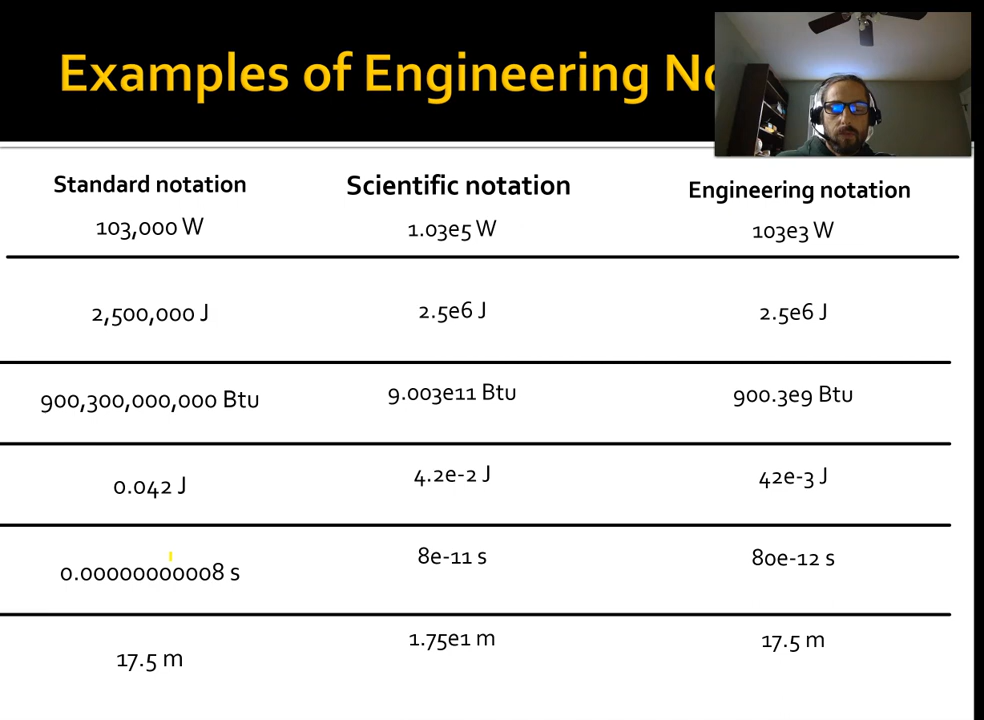 Examples of Engineering
Standard notation Scientific notation Engineering notation
103,000 W 1.03e5 W 103e3 W
2,500,000 J 2.5e6 J 2.5e6 J
900,300,000,000 Btu 9.003e11 Btu 900.3e9 Btu
0.042 J 4.2e-2 J 42e-3 J
0.00000000008 s 8e-11 s 80e-12 s
17.5 m 1.75e1 m 17.5 m